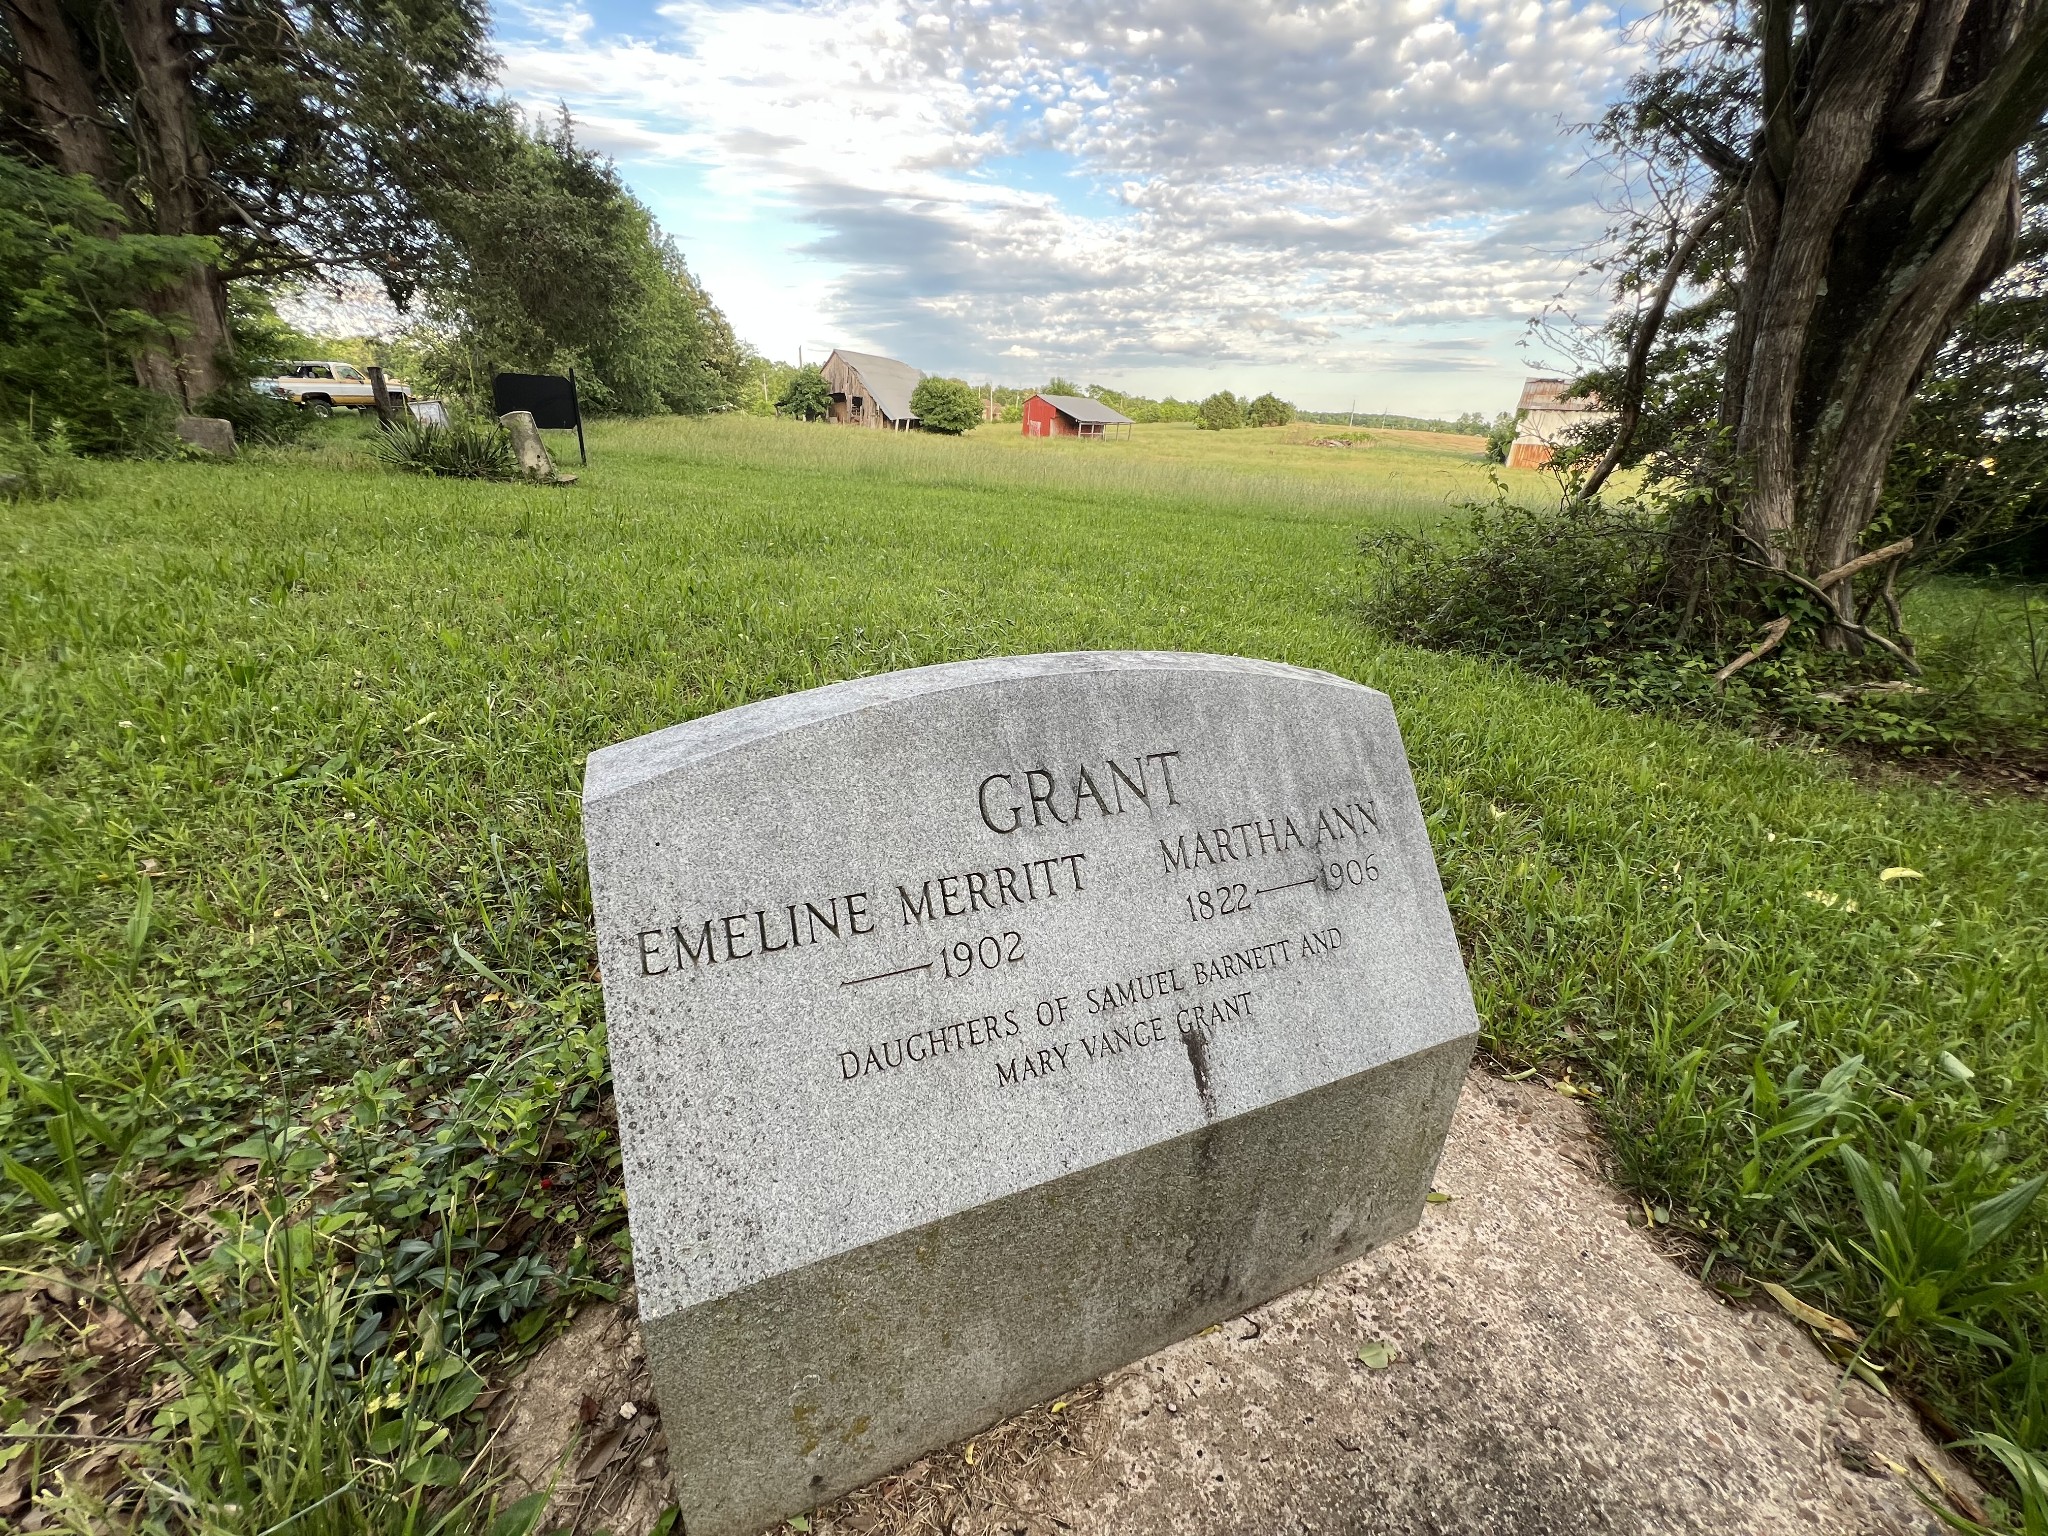 GRANT
EMELINE MERRITT MARTHA ANN
——1902 1822——1906
DAUGHTERS OF SAMUEL BARNETT AND
MARY VANCE GRANT